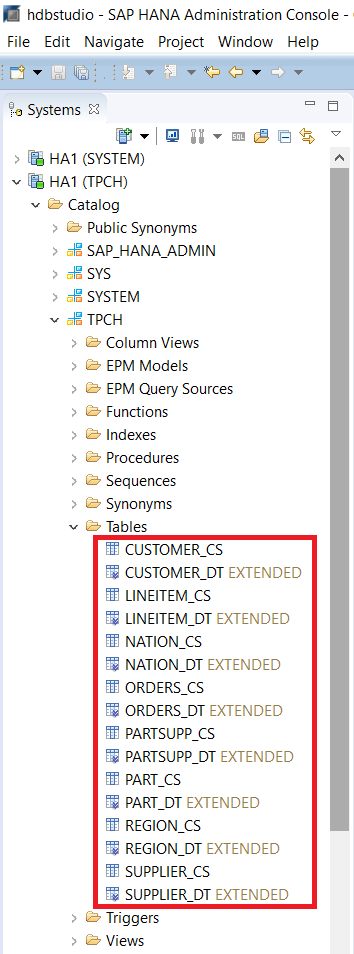 hdbstudio - SAP HANA Administration Console -
File Edit Navigate Project Window Help
Systems
SQL
HA1 (SYSTEM)
HA1 (TPCH)
Catalog
Public Synonyms
SAP_HANA_ADMIN
SYS
SYSTEM
TPCH
Column Views
EPM Models
EPM Query Sources
Functions
Indexes
Procedures
Sequences
Synonyms
Tables
CUSTOMER_CS
CUSTOMER_DT EXTENDED
LINEITEM_CS
LINEITEM_DT EXTENDED
NATION_CS
NATION_DT EXTENDED
ORDERS_CS
ORDERS_DT EXTENDED
PARTSUPP_CS
PARTSUPP_DT EXTENDED
PART_CS
PART_DT EXTENDED
REGION_CS
REGION_DT EXTENDED
SUPPLIER_CS
SUPPLIER_DT EXTENDED
Triggers
Views